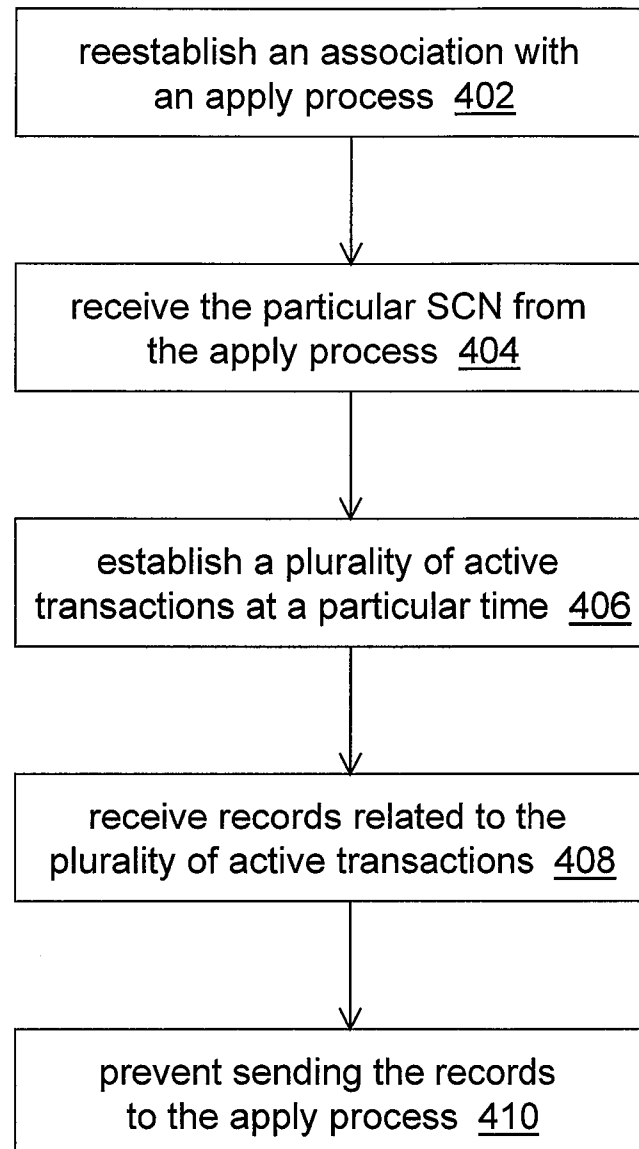 reestablish an association with
an apply process 402
receive the particular SCN from
the apply process 404
establish a plurality of active
transactions at a particular time 406
receive records related to the
plurality of active transactions 408
prevent sending the records
to the apply process 410